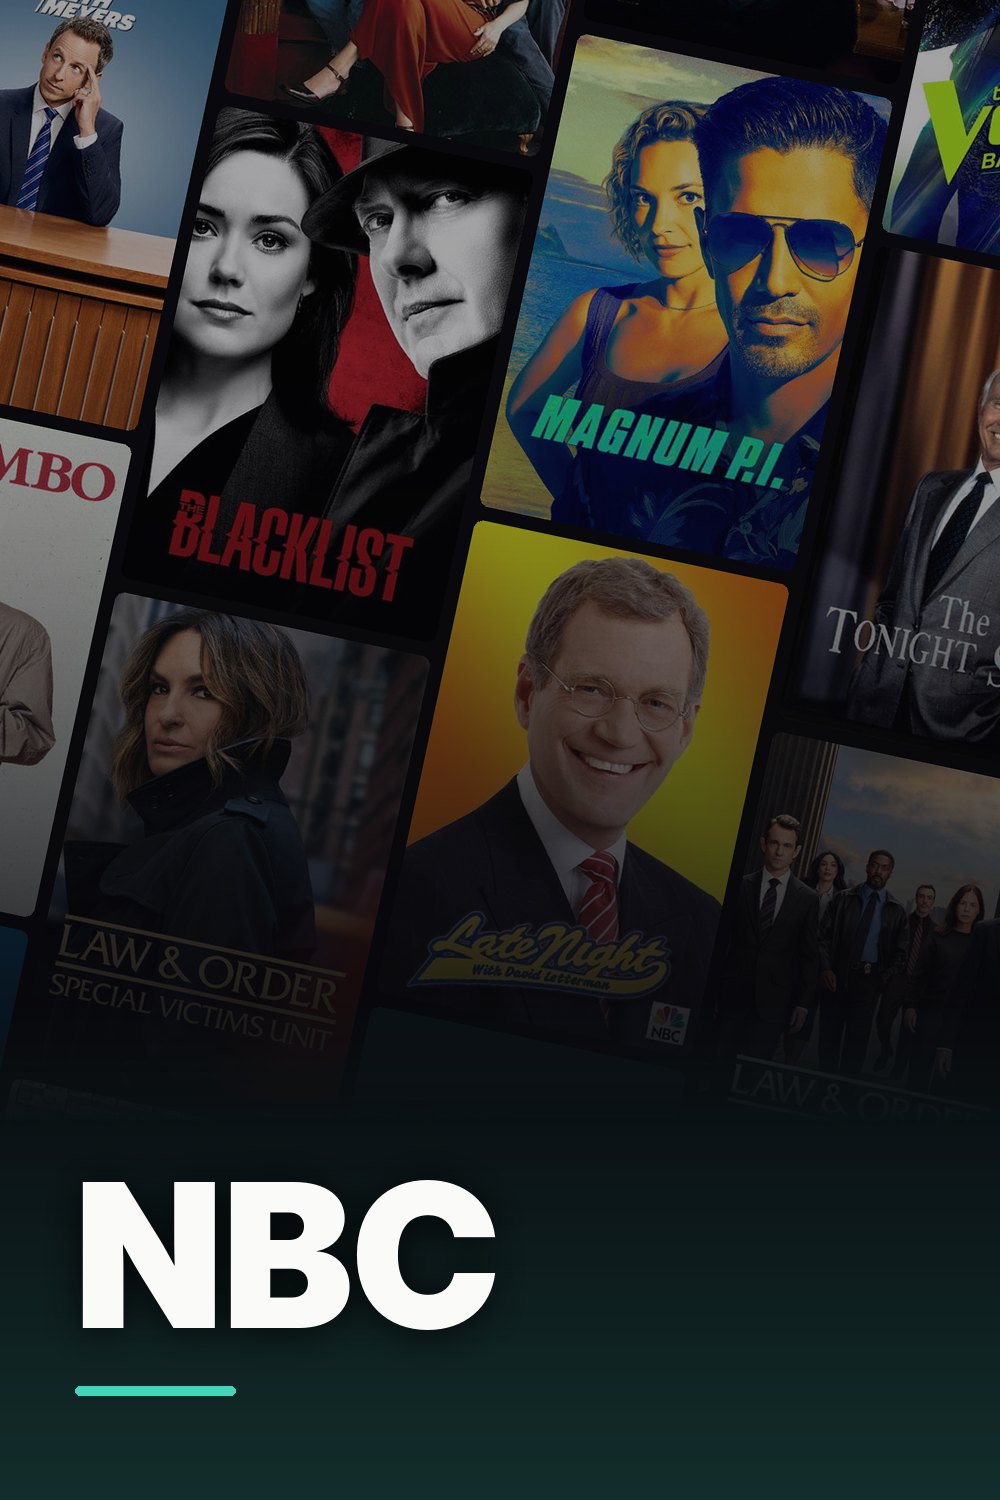 MEYERS
MBO
THE
BLACKLIST
MAGNUM P.I.
The
TONIGHT S
LAW & ORDER
SPECIAL VICTIMS UNIT
Late Night
With David Letterman
NBC
LAW & ORDER
NBC